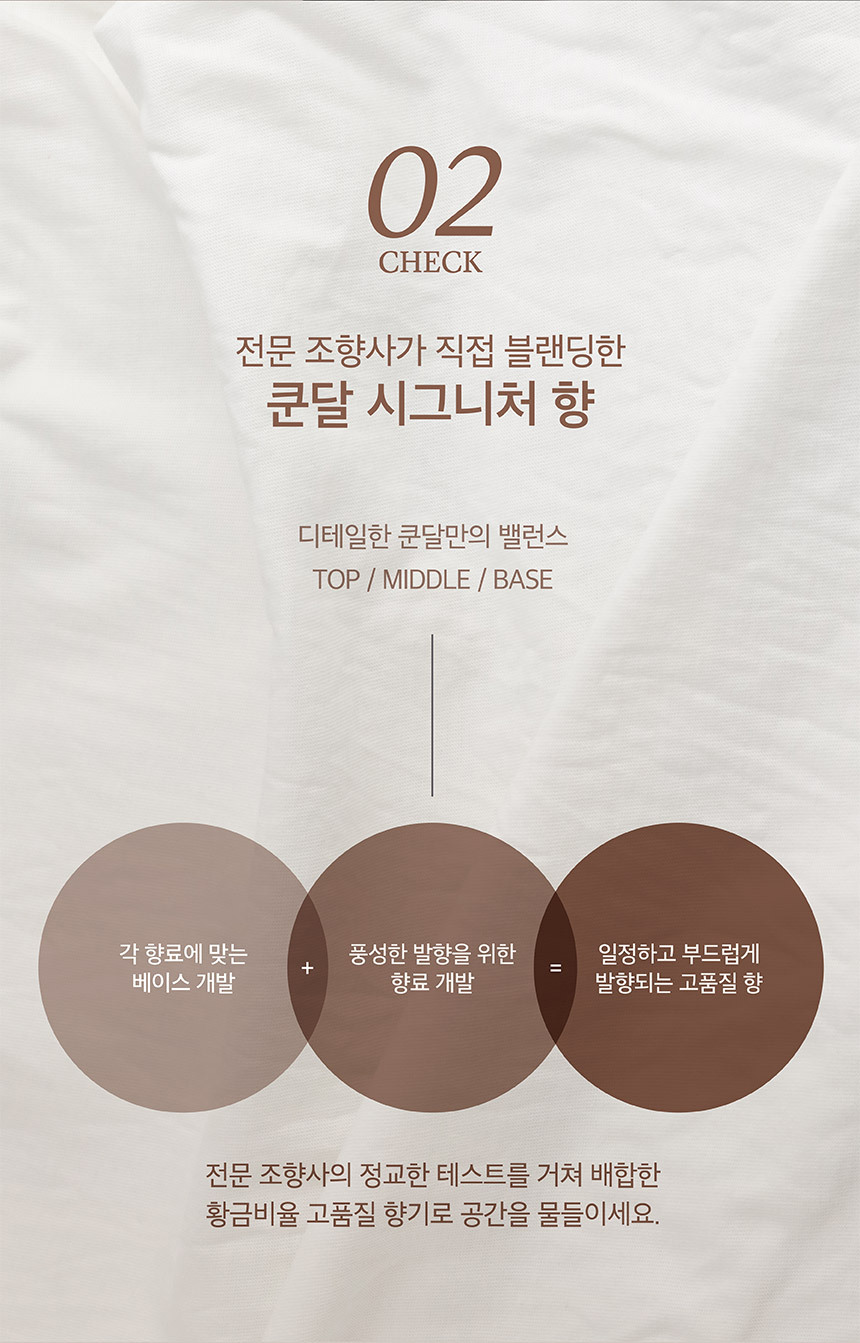 02
CHECK
전문 조향사가 직접 블랜딩한
쿤달 시그니처 향
디테일한 쿤달만의 밸런스
TOP / MIDDLE / BASE
각 향료에 맞는
베이스 개발
+
풍성한 발향을 위한
향료 개발
=
일정하고 부드럽게
발향되는 고품질 향
전문 조향사의 정교한 테스트를 거쳐 배합한
황금비율 고품질 향기로 공간을 물들이세요.